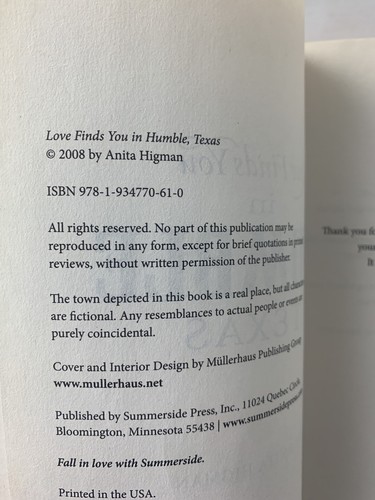 Love Finds You in Humble, Texas
© 2008 by Anita Higman
ISBN 978-1-934770-61-0
All rights reserved. No part of this publication may be
reproduced in any form, except for brief quotations in
reviews, without written permission of the publisher.
The town depicted in this book is a real place, but all
are fictional. Any resemblances to actual people or events
purely coincidental.
Cover and Interior Design by Müllerhaus Publishing Group
www.mullerhaus.net
Published by Summerside Press, Inc., 11024 Quebec Circle,
Bloomington, Minnesota 55438 |
Fall in love with Summerside.
Printed in the USA.
Thank you
It